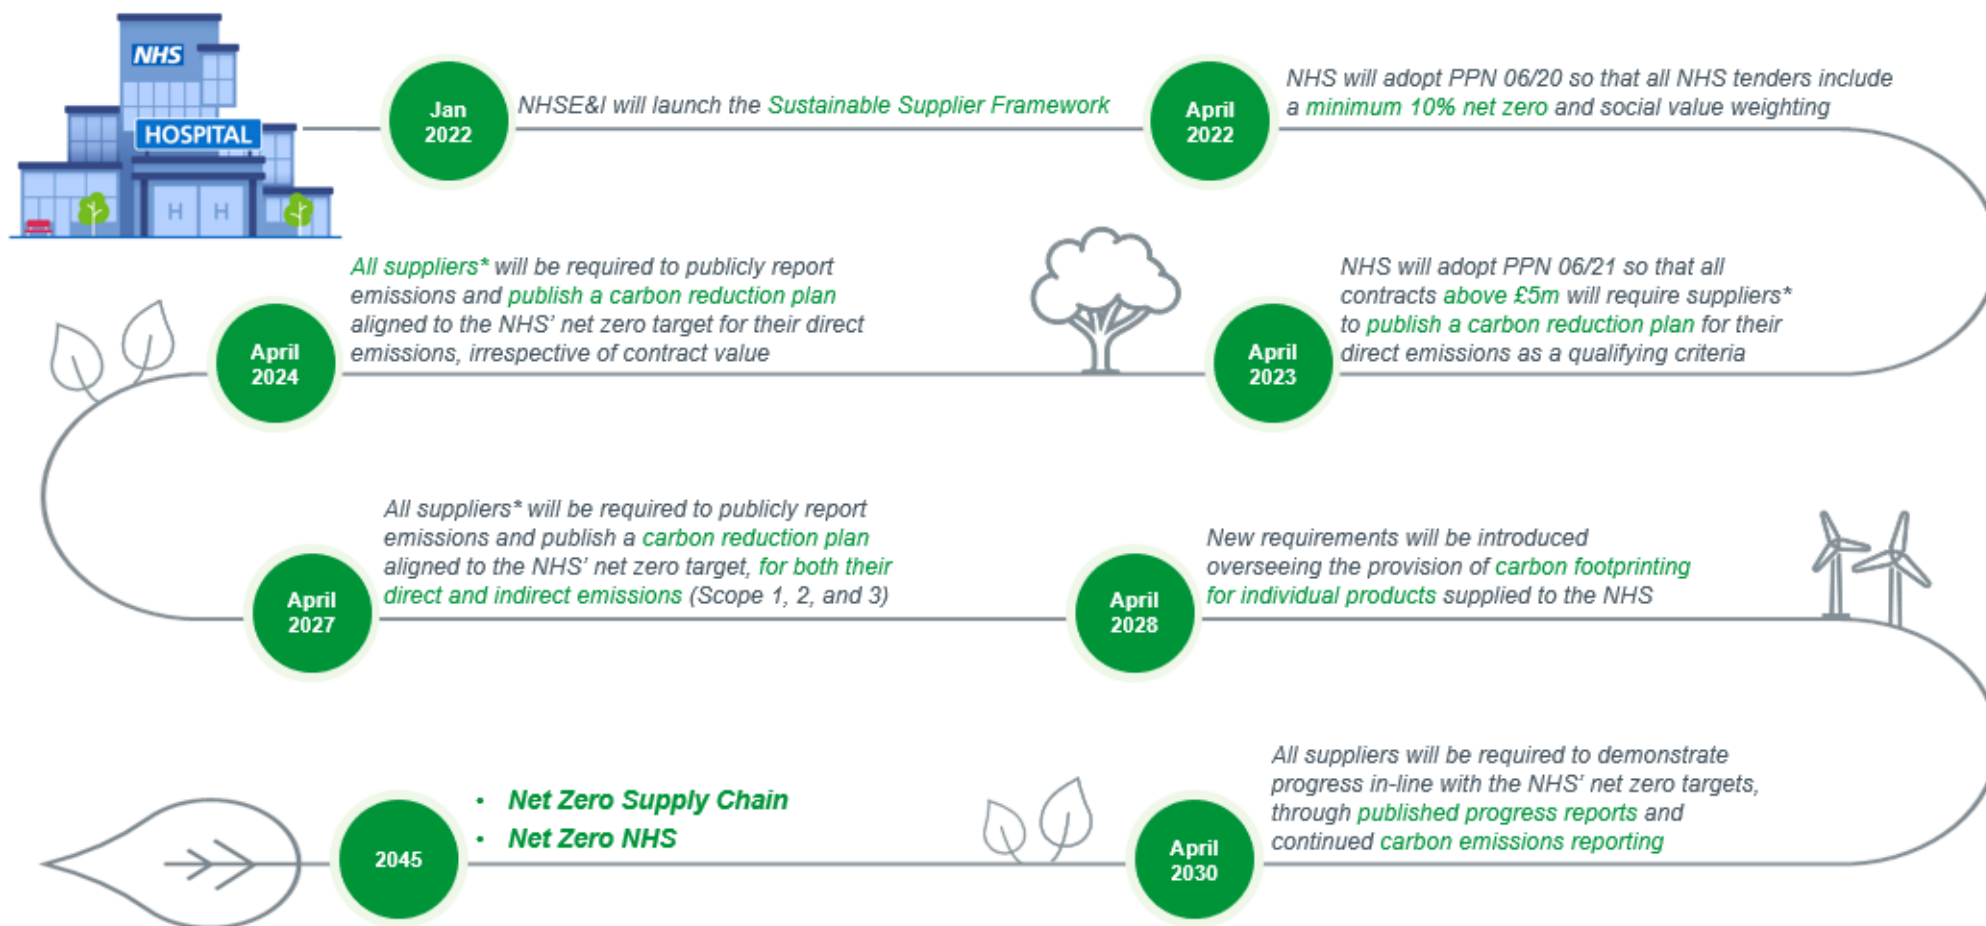 NHS
HOSPITAL
H H
Jan
2022
NHSE&I will launch the Sustainable Supplier Framework
April
2022
NHS will adopt PPN 06/20 so that all NHS tenders include
a minimum 10% net zero and social value weighting
April
2023
NHS will adopt PPN 06/21 so that all
contracts above £5m will require suppliers*
to publish a carbon reduction plan for their
direct emissions as a qualifying criteria
April
2024
All suppliers* will be required to publicly report
emissions and publish a carbon reduction plan
aligned to the NHS' net zero target for their direct
emissions, irrespective of contract value
April
2027
All suppliers* will be required to publicly report
emissions and publish a carbon reduction plan
aligned to the NHS' net zero target, for both their
direct and indirect emissions (Scope 1, 2, and 3)
April
2028
New requirements will be introduced
overseeing the provision of carbon footprinting
for individual products supplied to the NHS
April
2030
All suppliers will be required to demonstrate
progress in-line with the NHS' net zero targets,
through published progress reports and
continued carbon emissions reporting
2045
• Net Zero Supply Chain
• Net Zero NHS